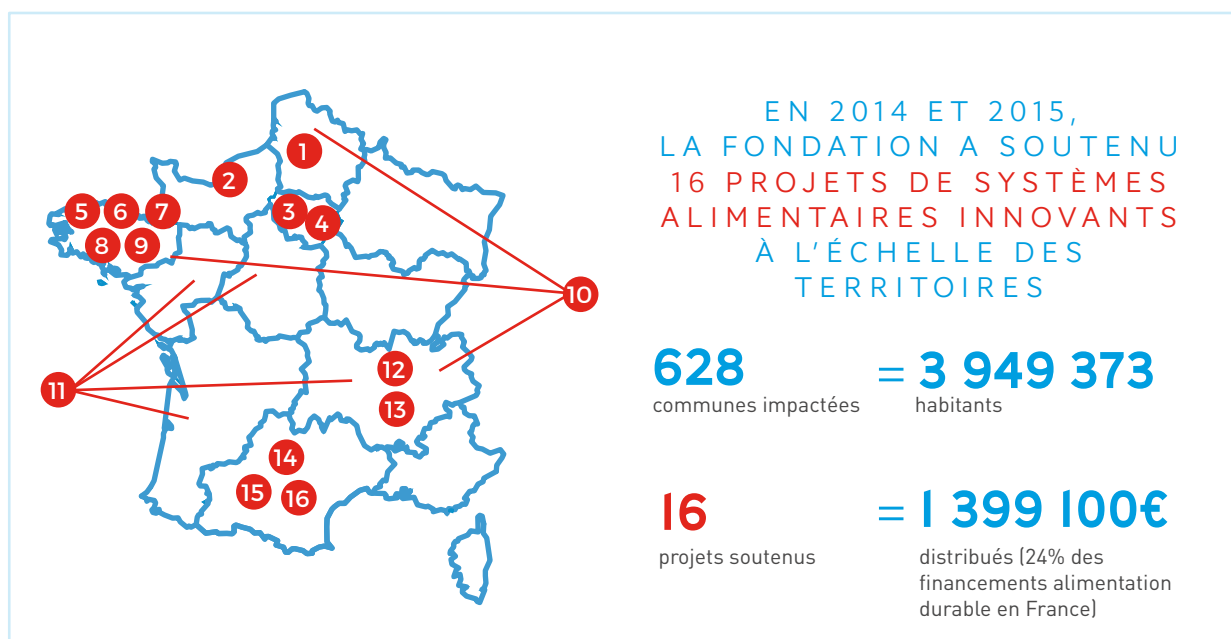 1
2
3
4
5
6
7
8
9
10
11
12
13
14
15
16
EN 2014 ET 2015,
LA FONDATION A SOUTENU
16 PROJETS DE SYSTÈMES
ALIMENTAIRES INNOVANTS
À L'ÉCHELLE DES
TERRITOIRES
628 = 3 949 373
communes impactées habitants
16 = 1 399 100€
projets soutenus distribués (24% des
financements alimentation
durable en France)